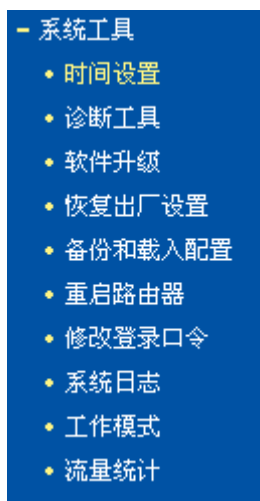 - 系统工具
• 时间设置
• 诊断工具
• 软件升级
• 恢复出厂设置
• 备份和载入配置
• 重启路由器
• 修改登录口令
• 系统日志
• 工作模式
• 流量统计